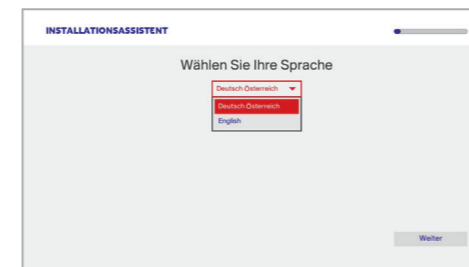 INSTALLATIONSASSISTENT
Wählen Sie Ihre Sprache
Deutsch Österreich
Deutsch Österreich
English
Weiter